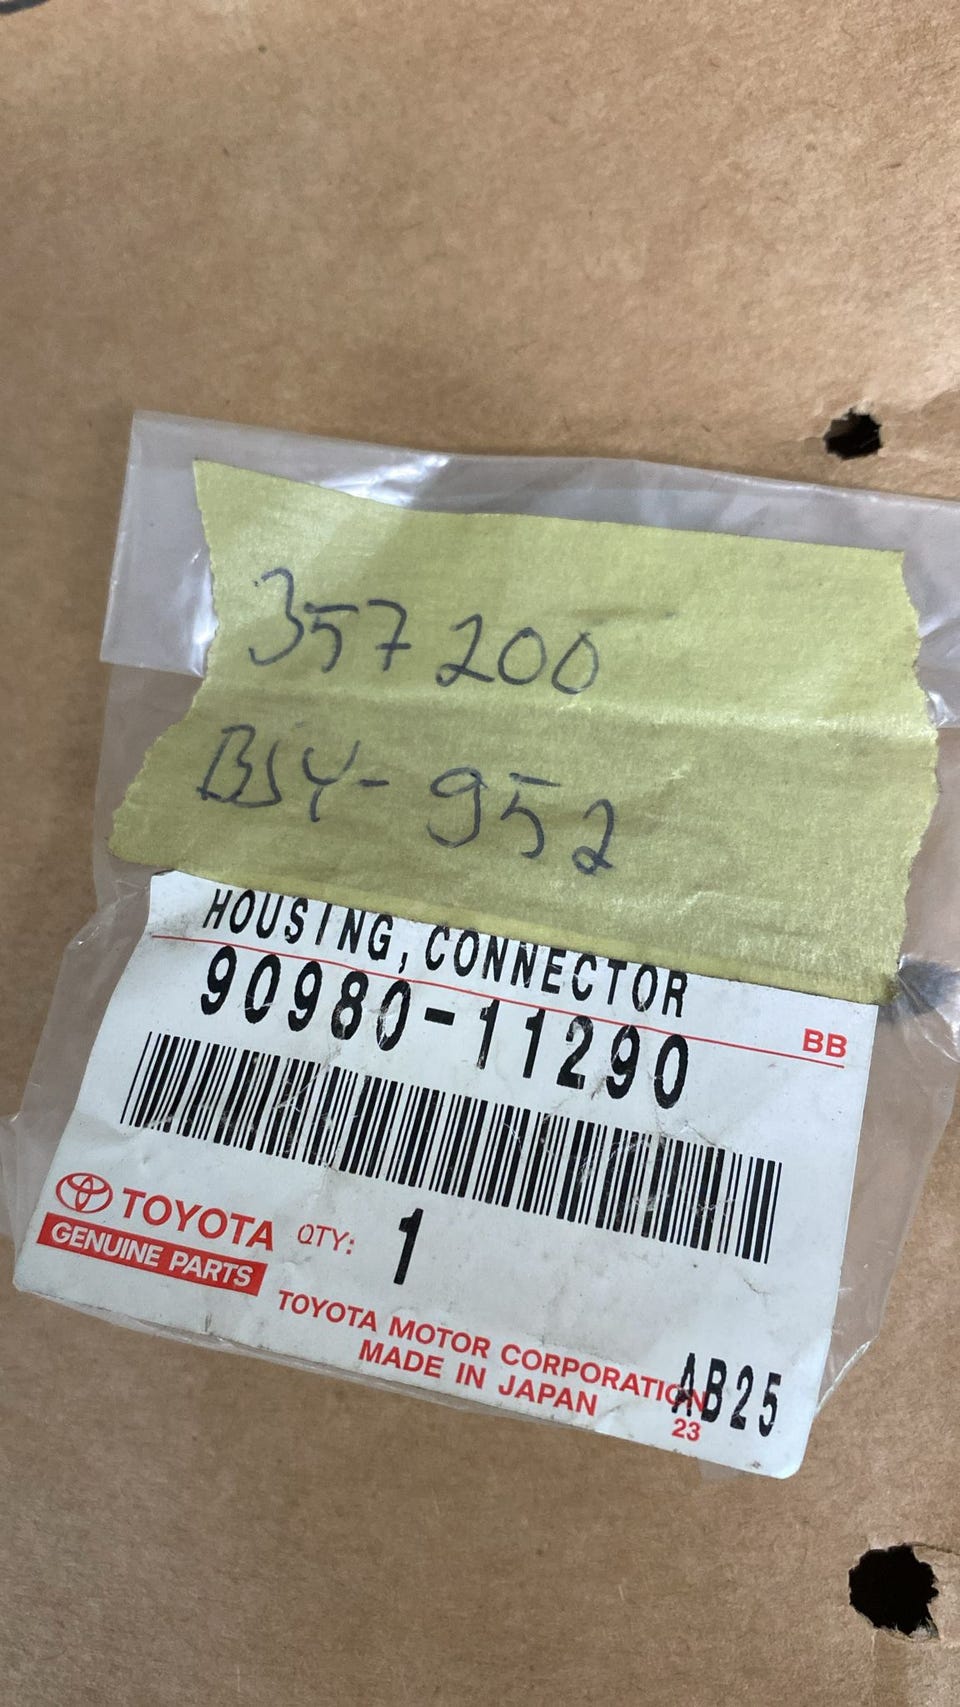 357200
BSY-952
HOUSING, CONNECTOR
90980-11290
BB
TOYOTA
GENUINE PARTS
QTY: 1
TOYOTA MOTOR CORPORATION
MADE IN JAPAN
AB25
23